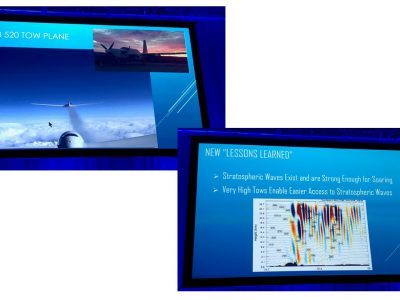 520 TOW PLANE
NEW "LESSONS LEARNED"
Stratospheric Waves Exist and are Strong Enough for Soaring
Very High Tows Enable Easier Access to Stratospheric Waves